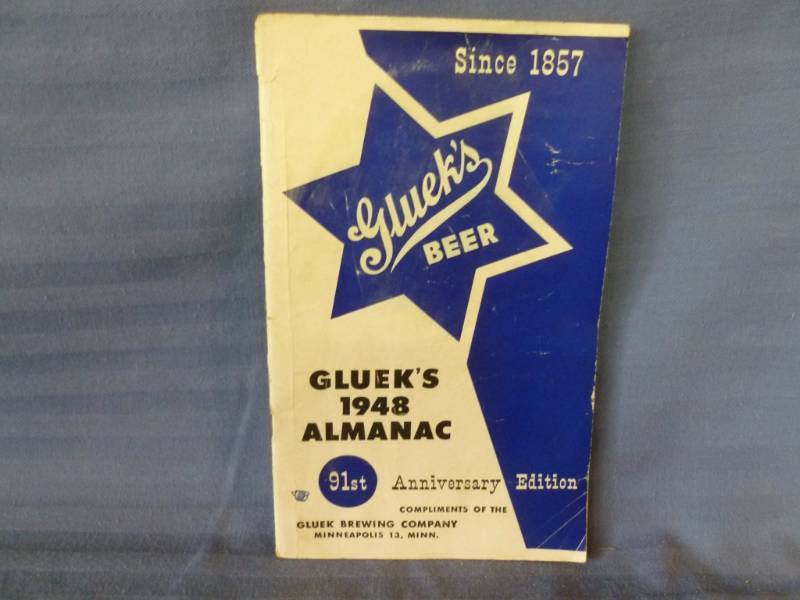 Since 1857
Gluek's
BEER
GLUEK'S
1948
ALMANAC
91st Anniversary Edition
COMPLIMENTS OF THE
GLUEK BREWING COMPANY
MINNEAPOLIS 13, MINN.